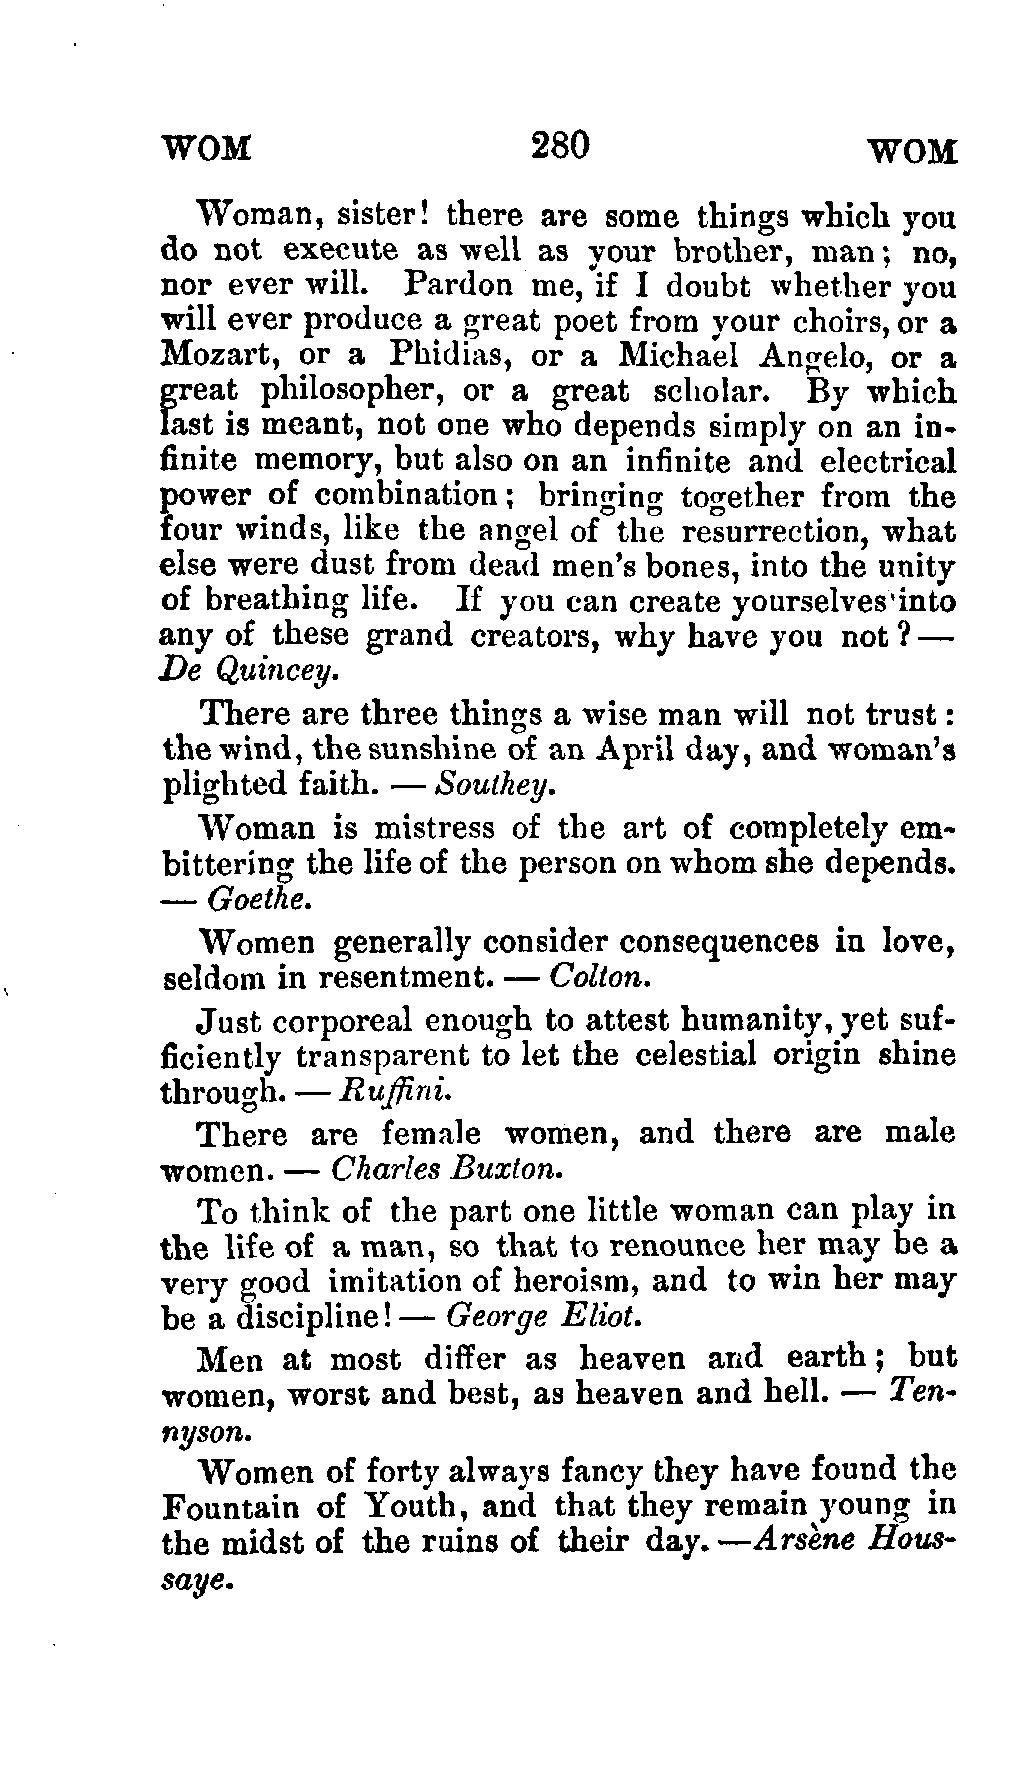 WOM 280 WOM
Woman, sister! there are some things which you
do not execute as well as your brother, man; no,
nor ever will. Pardon me, if I doubt whether you
will ever produce a great poet from your choirs, or a
Mozart, or a Phidias, or a Michael Angelo, or a
great philosopher, or a great scholar. By which
last is meant, not one who depends simply on an in-
finite memory, but also on an infinite and electrical
power of combination; bringing together from the
four winds, like the angel of the resurrection, what
else were dust from dead men's bones, into the unity
of breathing life. If you can create yourselves into
any of these grand creators, why have you not? —
De Quincey.
There are three things a wise man will not trust:
the wind, the sunshine of an April day, and woman's
plighted faith. — Southey.
Woman is mistress of the art of completely em-
bittering the life of the person on whom she depends.
— Goethe.
Women generally consider consequences in love,
seldom in resentment. — Colton.
Just corporeal enough to attest humanity, yet suf-
ficiently transparent to let the celestial origin shine
through. — Ruffini.
There are female women, and there are male
women. — Charles Buxton.
To think of the part one little woman can play in
the life of a man, so that to renounce her may be a
very good imitation of heroism, and to win her may
be a discipline! — George Eliot.
Men at most differ as heaven and earth; but
women, worst and best, as heaven and hell. — Ten-
nyson.
Women of forty always fancy they have found the
Fountain of Youth, and that they remain young in
the midst of the ruins of their day. — Arsène Hous-
saye.